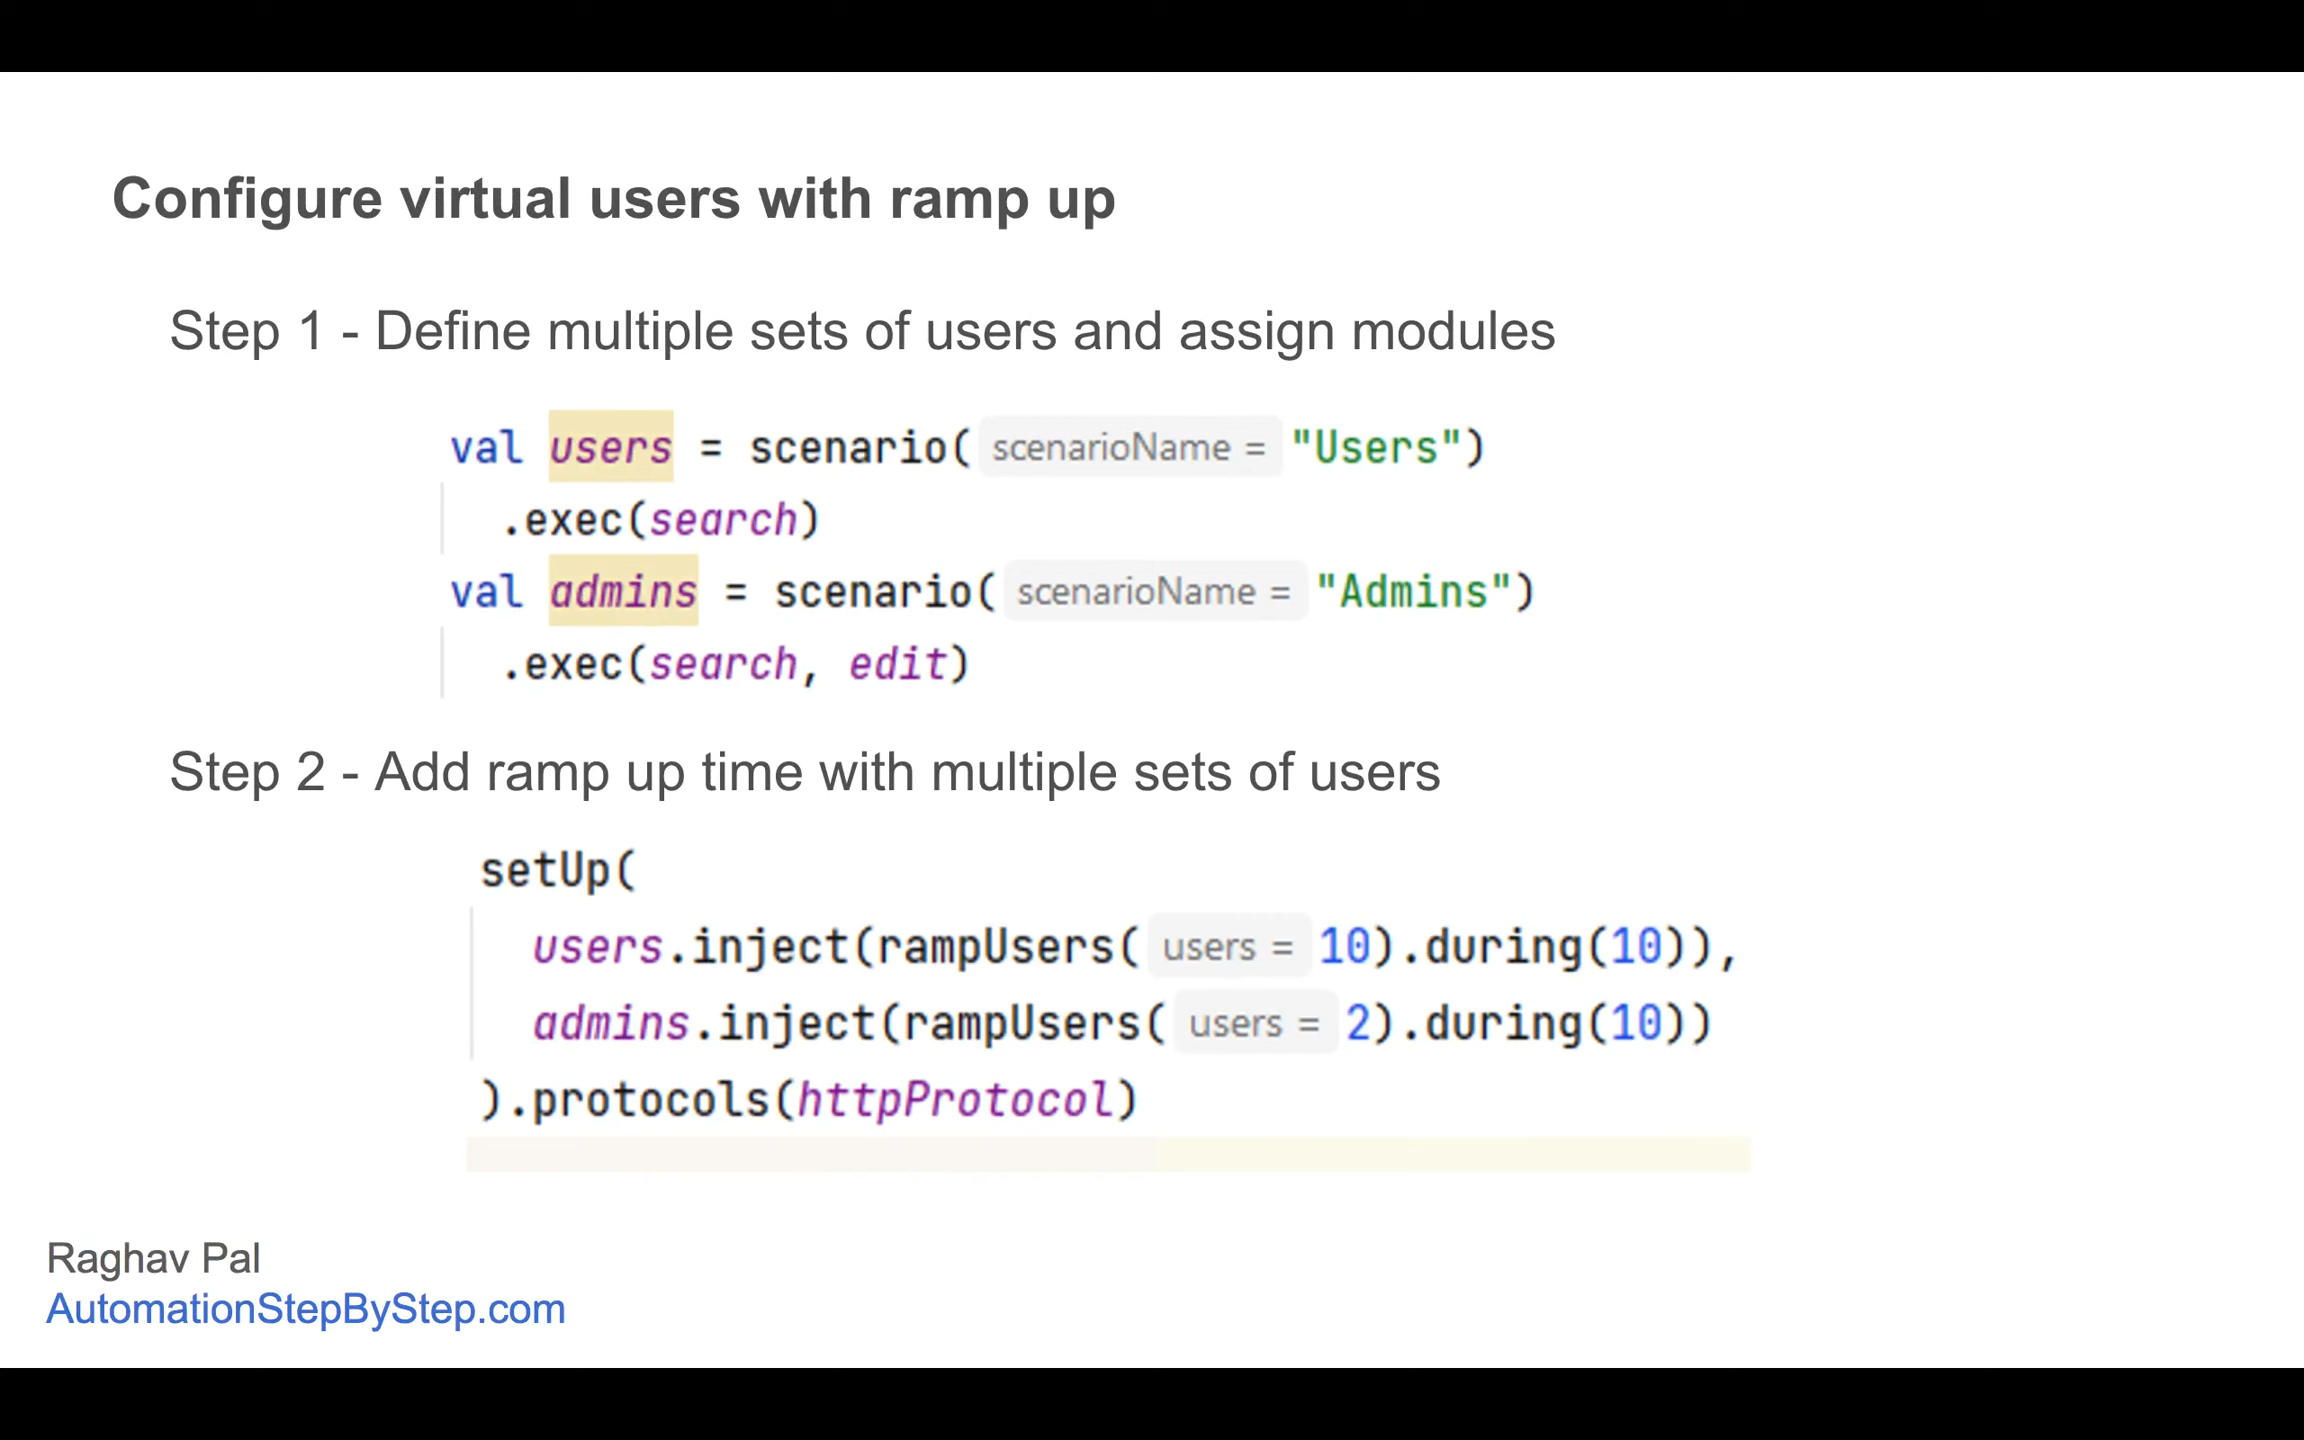 Configure virtual users with ramp up
Step 1 - Define multiple sets of users and assign modules
val users = scenario( scenarioName = "Users")
.exec(search)
val admins = scenario( scenarioName = "Admins")
.exec(search, edit)
Step 2 - Add ramp up time with multiple sets of users
setUp(
users.inject(rampUsers( users = 10).during(10)),
admins.inject(rampUsers( users = 2).during(10))
).protocols(httpProtocol)
Raghav Pal
AutomationStepByStep.com